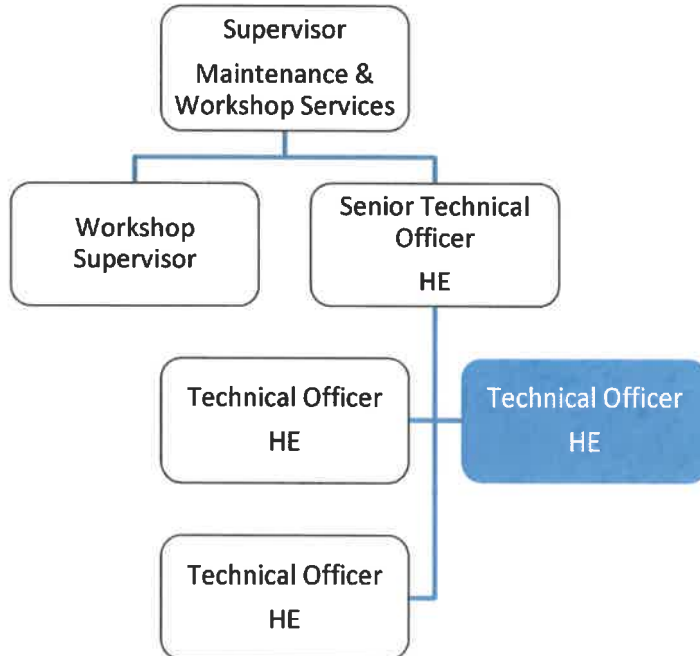 Supervisor
Maintenance &
Workshop Services
Workshop
Supervisor
Senior Technical
Officer
HE
Technical Officer
HE
Technical Officer
HE
Technical Officer
HE